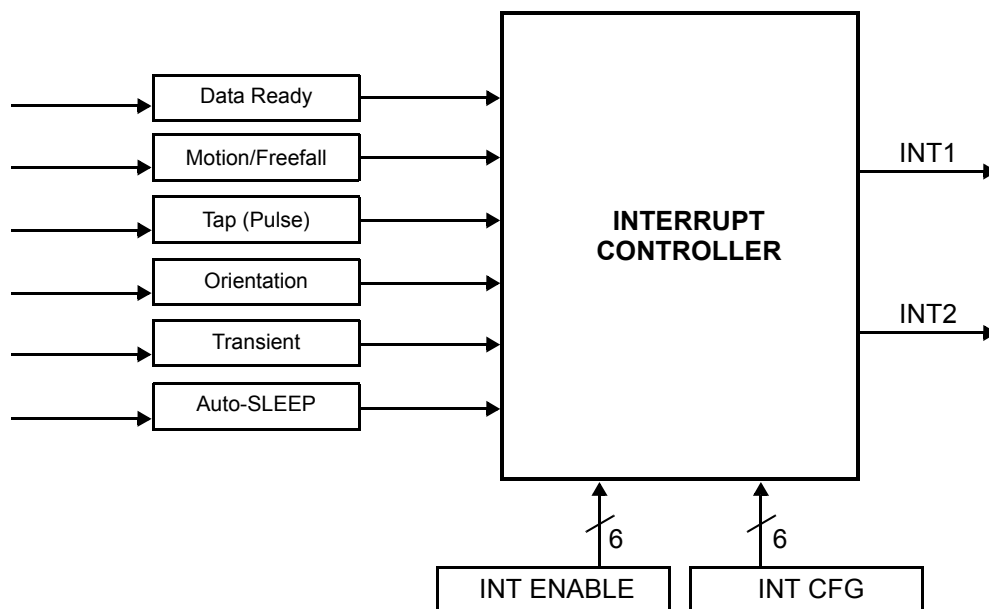 Data Ready
Motion/Freefall
Tap (Pulse)
Orientation
Transient
Auto-SLEEP
INTERRUPT
CONTROLLER
INT1
INT2
6
6
INT ENABLE
INT CFG